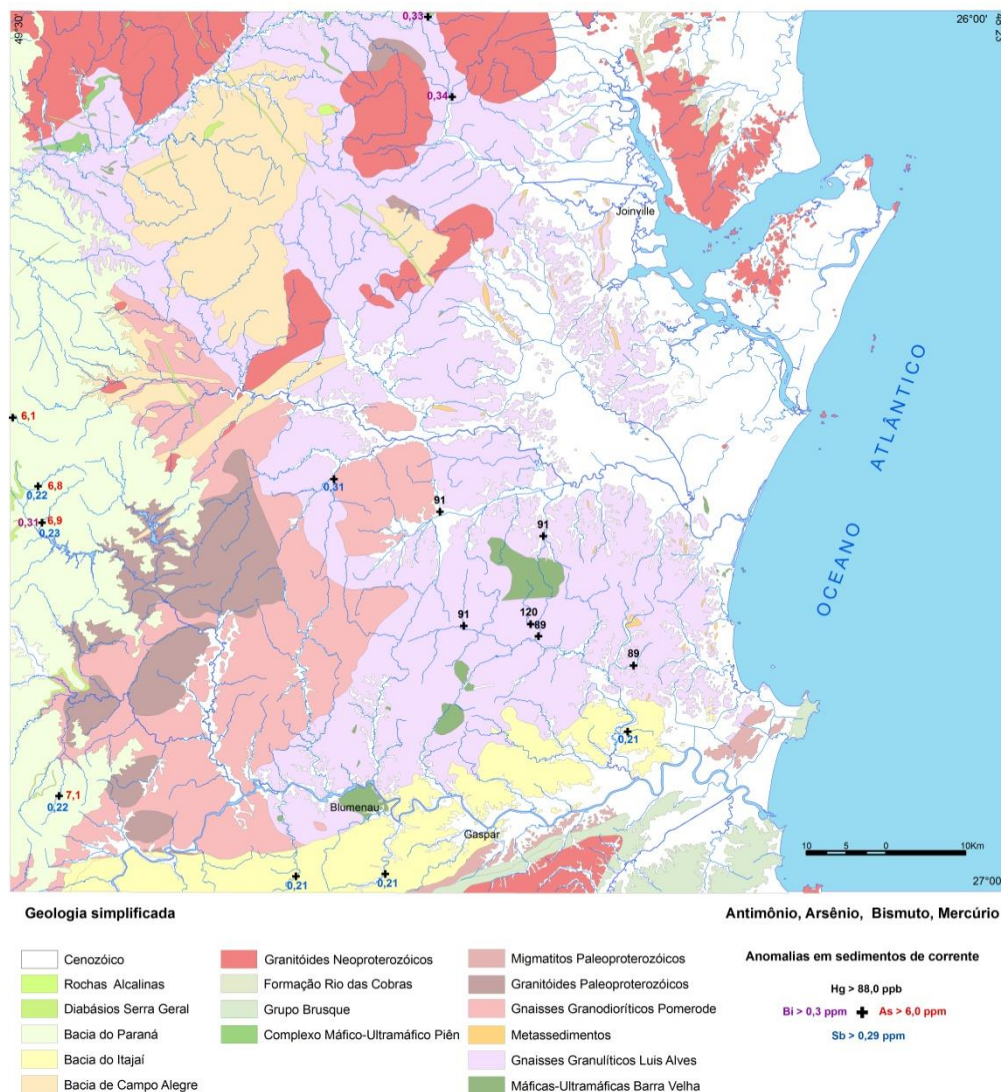 0,33
49°30'
26°00'
48°23
0,34
Joinville
6,1
6,8
0,22
0,31
6,9
0,23
0,31
91
91
OCEANO ATLÂNTICO
91
120
89
89
0,21
7,1
0,22
Blumenau
Gaspar
10 5 0 10Km
0,21
0,21
27°00
Geologia simplificada
Cenozóico
Rochas Alcalinas
Diabásios Serra Geral
Bacia do Paraná
Bacia do Itajaí
Bacia de Campo Alegre
Granitóides Neoproterozóicos
Formação Rio das Cobras
Grupo Brusque
Complexo Máfico-Ultramáfico Piên
Migmatitos Paleoproterozóicos
Granitóides Paleoproterozóicos
Gnaisses Granodioríticos Pomerode
Metassedimentos
Gnaisses Granulíticos Luis Alves
Máficas-Ultramáficas Barra Velha
Antimônio, Arsênio, Bismuto, Mercúrio
Anomalias em sedimentos de corrente
Hg > 88,0 ppb
Bi > 0,3 ppm As > 6,0 ppm
Sb > 0,29 ppm